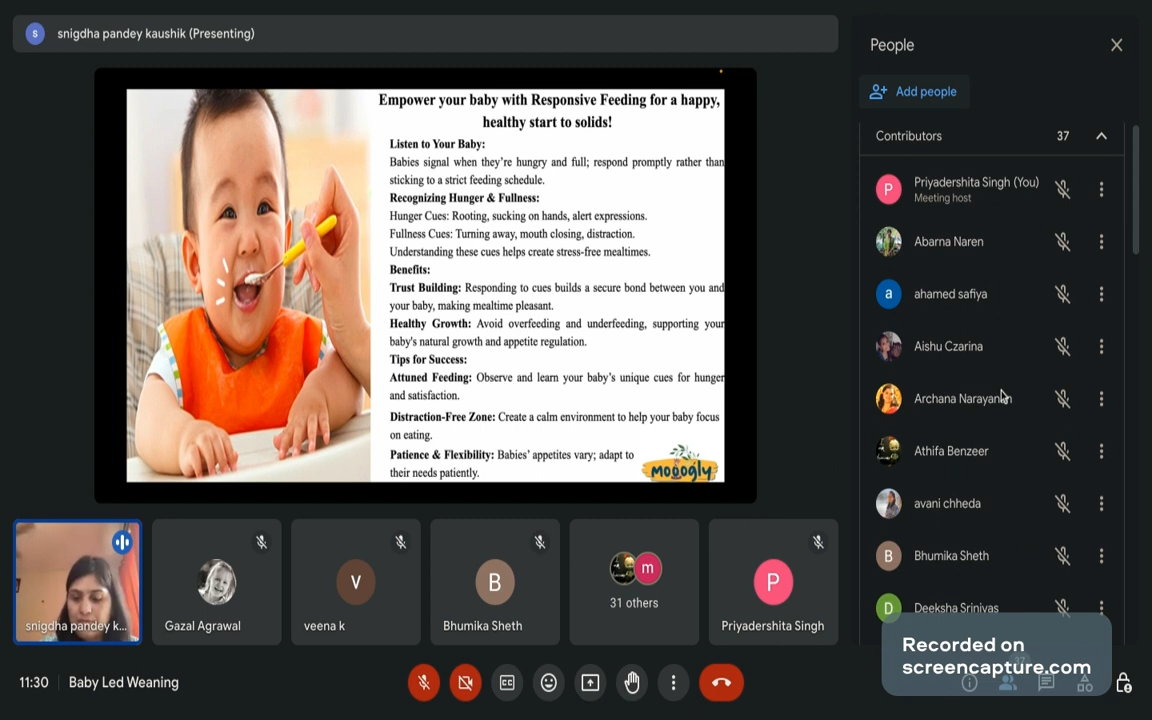 s
snigdha pandey kaushik (Presenting)
Empower your baby with Responsive Feeding for a happy,
healthy start to solids!
Listen to Your Baby:
Babies signal when they're hungry and full; respond promptly rather than
sticking to a strict feeding schedule.
Recognizing Hunger & Fullness:
Hunger Cues: Rooting, sucking on hands, alert expressions.
Fullness Cues: Turning away, mouth closing, distraction.
Understanding these cues helps create stress-free mealtimes.
Benefits:
Trust Building: Responding to cues builds a secure bond between you and
your baby, making mealtime pleasant.
Healthy Growth: Avoid overfeeding and underfeeding, supporting your
baby's natural growth and appetite regulation.
Tips for Success:
Attuned Feeding: Observe and learn your baby's unique cues for hunger
and satisfaction.
Distraction-Free Zone: Create a calm environment to help your baby focus
on eating.
Patience & Flexibility: Babies' appetites vary; adapt to
their needs patiently.
mogogly
snigdha pandey k...
Gazal Agrawal
V
veena k
B
Bhumika Sheth
m
31 others
P
Priyadershita Singh
11:30
Baby Led Weaning
People
Add people
Contributors 37
P
Priyadershita Singh (You)
Meeting host
Abarna Naren
a
ahamed safiya
Aishu Czarina
Archana Narayanan
Athifa Benzeer
avani chheda
B
Bhumika Sheth
D
Deeksha Srinivas
Recorded on
screencapture.com